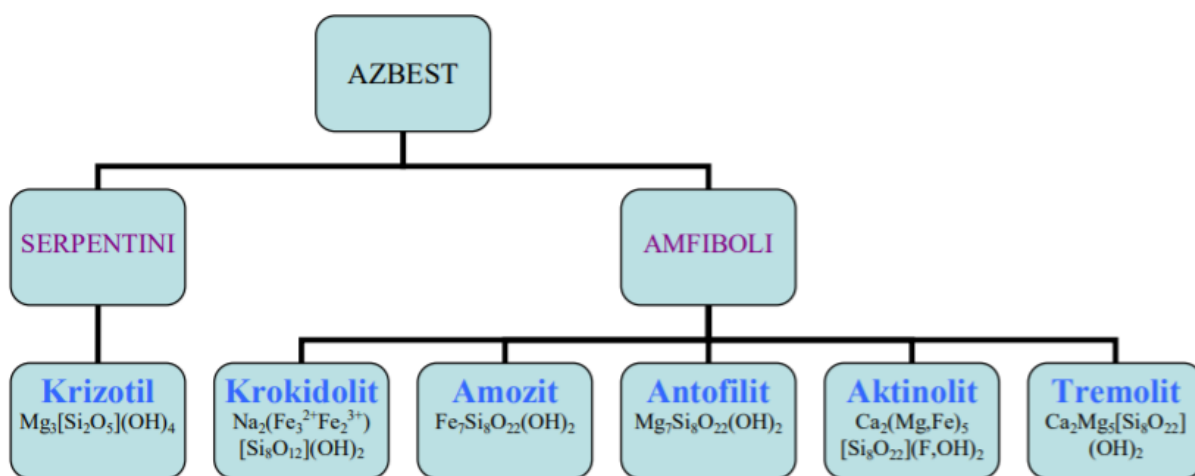 AZBEST
SERPENTINI
AMFIBOLI
Krizotil
Mg₃[Si₂O₅](OH)₄
Krokidolit
Na₂(Fe₃²⁺Fe₂³⁺)
[Si₈O₁₂](OH)₂
Amozit
Fe₇Si₈O₂₂(OH)₂
Antofilit
Mg₇Si₈O₂₂(OH)₂
Aktinolit
Ca₂(Mg,Fe)₅
[Si₈O₂₂](F,OH)₂
Tremolit
Ca₂Mg₅[Si₈O₂₂]
(OH)₂